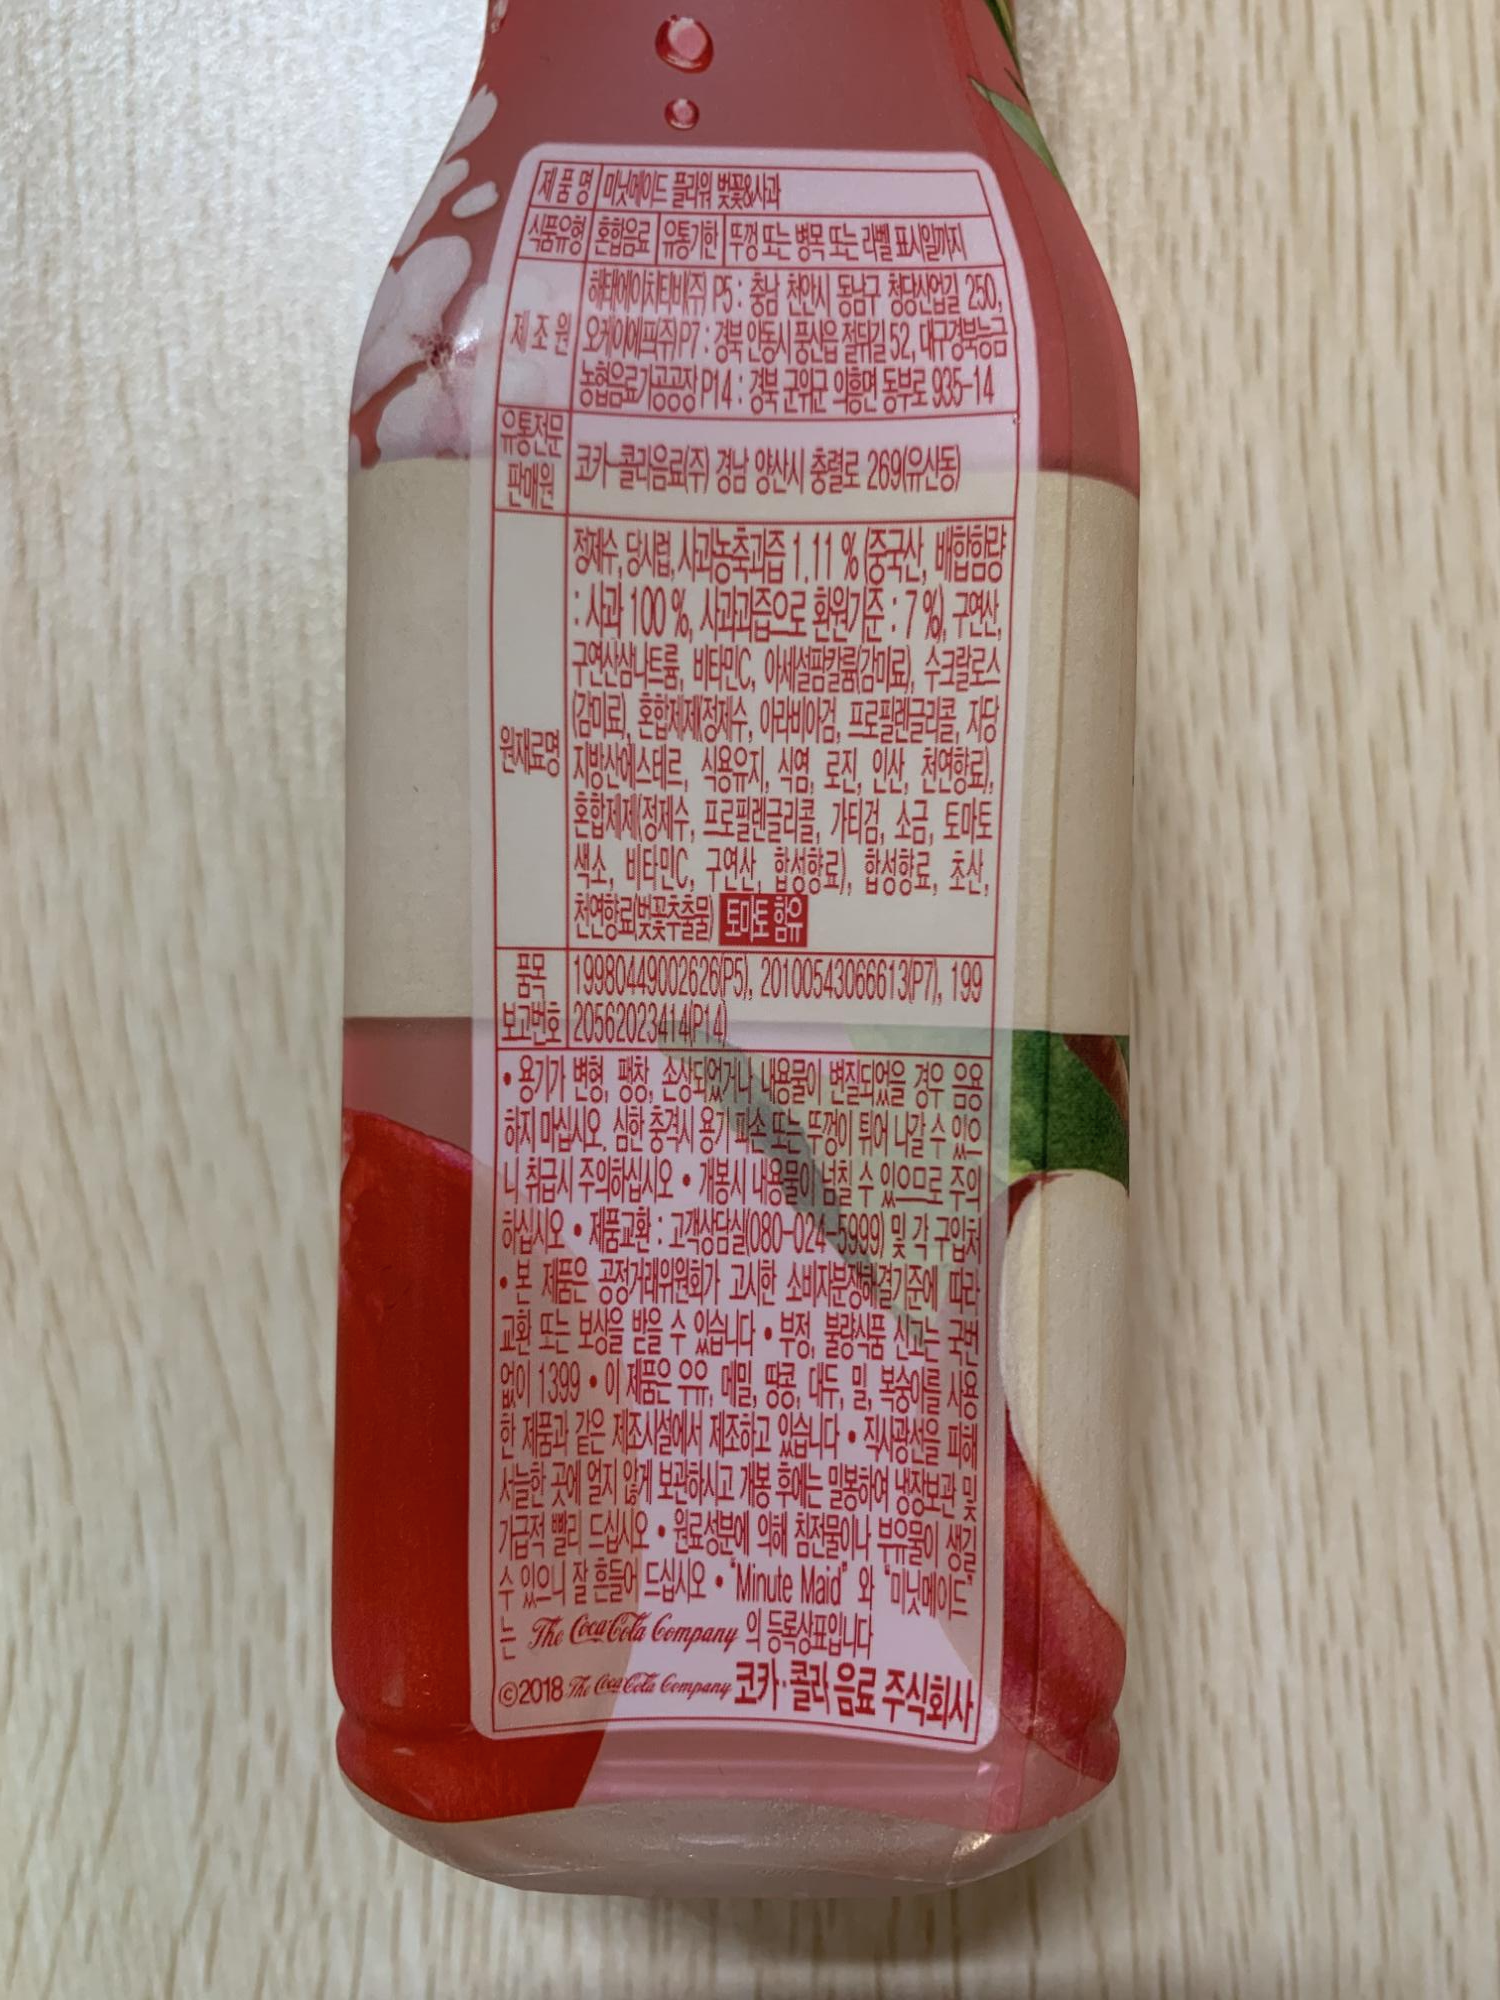 제품명 미닛메이드 플라워 벚꽃&사과
식품유형 혼합음료 유통기한 뚜껑 또는 병목 또는 라벨 표시일까지
제조원
해태에이치티비(주) P5 : 충남 천안시 동남구 청당산업길 250,
오케이에프(주) P7 : 경북 안동시 풍산읍 절뒤길 52, 대구경북능금
농협음료가공공장 P14 : 경북 군위군 의흥면 동부로 935-14
유통전문
판매원
코카-콜라음료(주) 경남 양산시 충렬로 269(유산동)
원재료명
정제수, 당시럽, 사과농축과즙 1.11 % (중국산, 배합함량
: 사과 100 %, 사과과즙으로 환원기준 : 7 %), 구연산,
구연산삼나트륨, 비타민C, 아세설팜칼륨(감미료), 수크랄로스
(감미료), 혼합제제(정제수, 아라비아검, 프로필렌글리콜, 자당
지방산에스테르, 식용유지, 식염, 로진, 인산, 천연향료),
혼합제제(정제수, 프로필렌글리콜, 가티검, 소금, 토마토
색소, 비타민C, 구연산, 합성향료), 합성향료, 초산,
천연향료(벚꽃추출물) 토마토 함유
품목
보고번호
19980449002626(P5), 20100543066613(P7), 199
20562023414(P14)
• 용기가 변형, 팽창, 손상되었거나 내용물이 변질되었을 경우 음용
하지 마십시오. 심한 충격시 용기 파손 또는 뚜껑이 튀어 나갈 수 있으
니 취급시 주의하십시오 • 개봉시 내용물이 넘칠 수 있으므로 주의
하십시오 • 제품교환 : 고객상담실(080-024-5999) 및 각 구입처
• 본 제품은 공정거래위원회가 고시한 소비자분쟁해결기준에 따라
교환 또는 보상을 받을 수 있습니다 • 부정, 불량식품 신고는 국번
없이 1399 • 이 제품은 우유, 메밀, 땅콩, 대두, 밀, 복숭아를 사용
한 제품과 같은 제조시설에서 제조하고 있습니다 • 직사광선을 피해
서늘한 곳에 얼지 않게 보관하시고 개봉 후에는 밀봉하여 냉장보관 및
가급적 빨리 드십시오 • 원료성분에 의해 침전물이나 부유물이 생길
수 있으니 잘 흔들어 드십시오 • "Minute Maid" 와 "미닛메이드"
는 The Coca-Cola Company 의 등록상표입니다
©2018 The Coca-Cola Company 코카·콜라 음료 주식회사